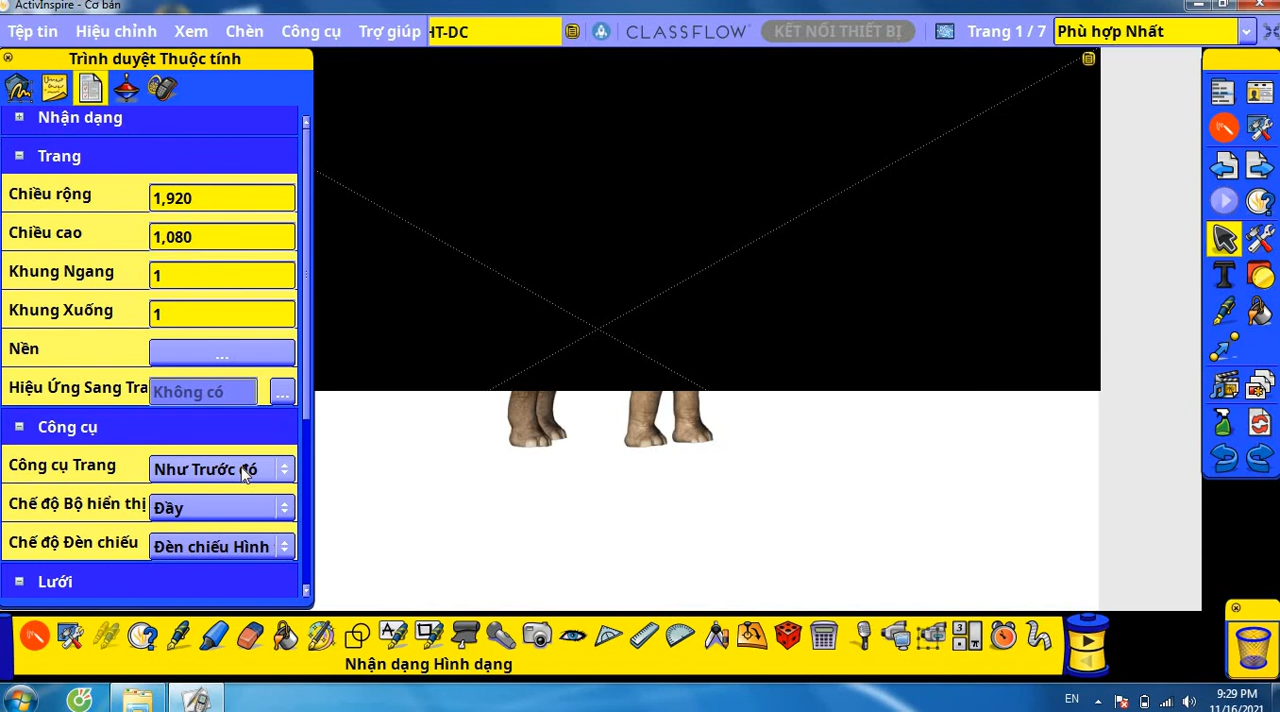 ActivInspire - Cơ bản
Tệp tin Hiệu chỉnh Xem Chèn Công cụ Trợ giúp HT-DC CLASSFLOW KẾT NỐI THIẾT BỊ Trang 1 / 7 Phù hợp Nhất
Trình duyệt Thuộc tính
Nhận dạng
Trang
Chiều rộng 1,920
Chiều cao 1,080
Khung Ngang 1
Khung Xuống 1
Nền ...
Hiệu Ứng Sang Tra Không có ...
Công cụ
Công cụ Trang Như Trước đó
Chế độ Bộ hiển thị Đầy
Chế độ Đèn chiếu Đèn chiếu Hình
Lưới
Nhận dạng Hình dạng
EN 9:29 PM
11/16/2021